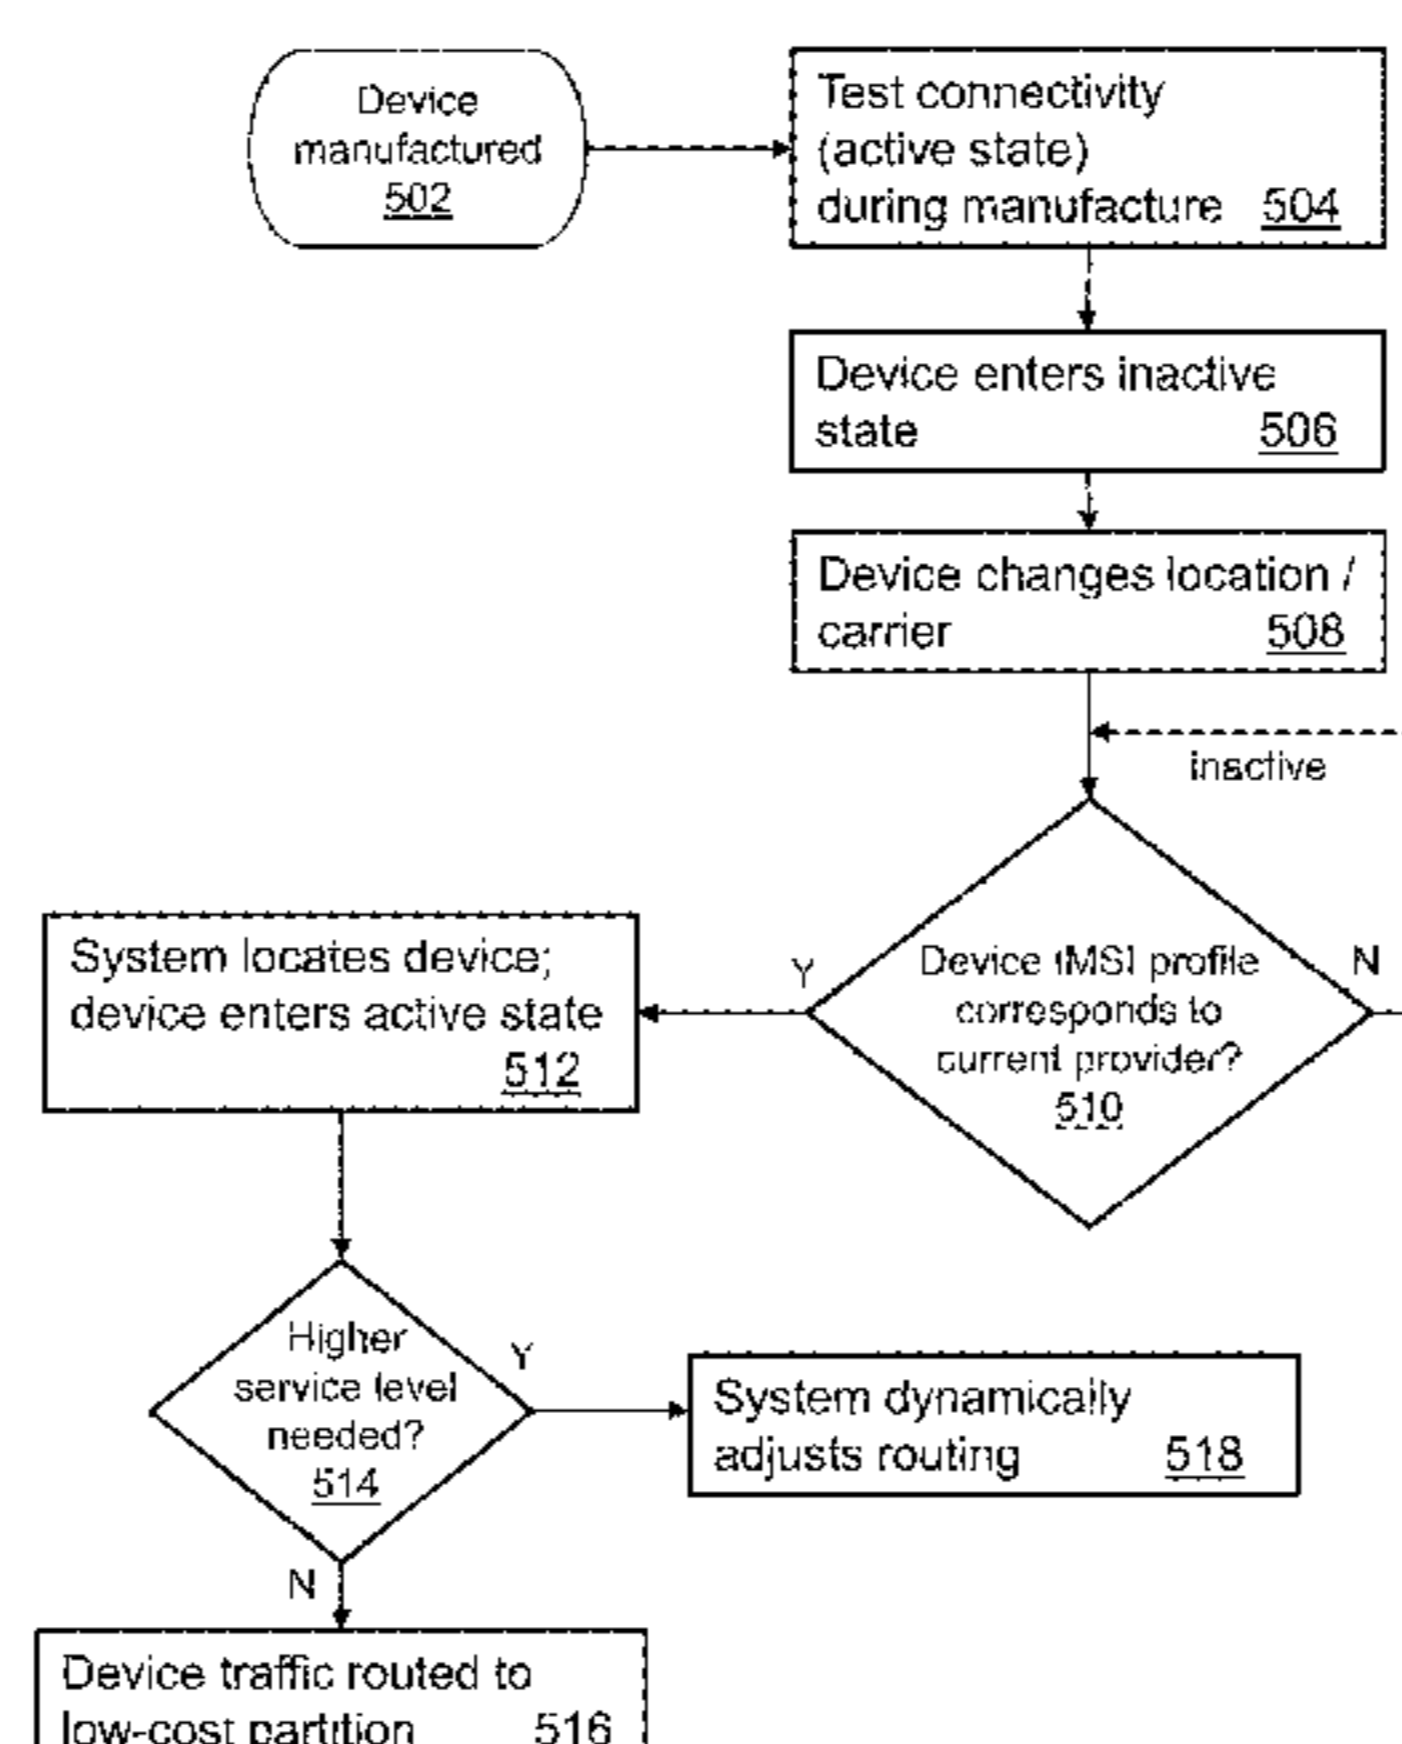 Device
manufactured
502
Test connectivity
(active state)
during manufacture 504
Device enters inactive
state 506
Device changes location /
carrier 508
inactive
System locates device;
device enters active state
512
Y
Device IMSI profile
corresponds to
current provider?
510
N
Higher
service level
needed?
514
Y
System dynamically
adjusts routing 518
N
Device traffic routed to
low-cost partition 516